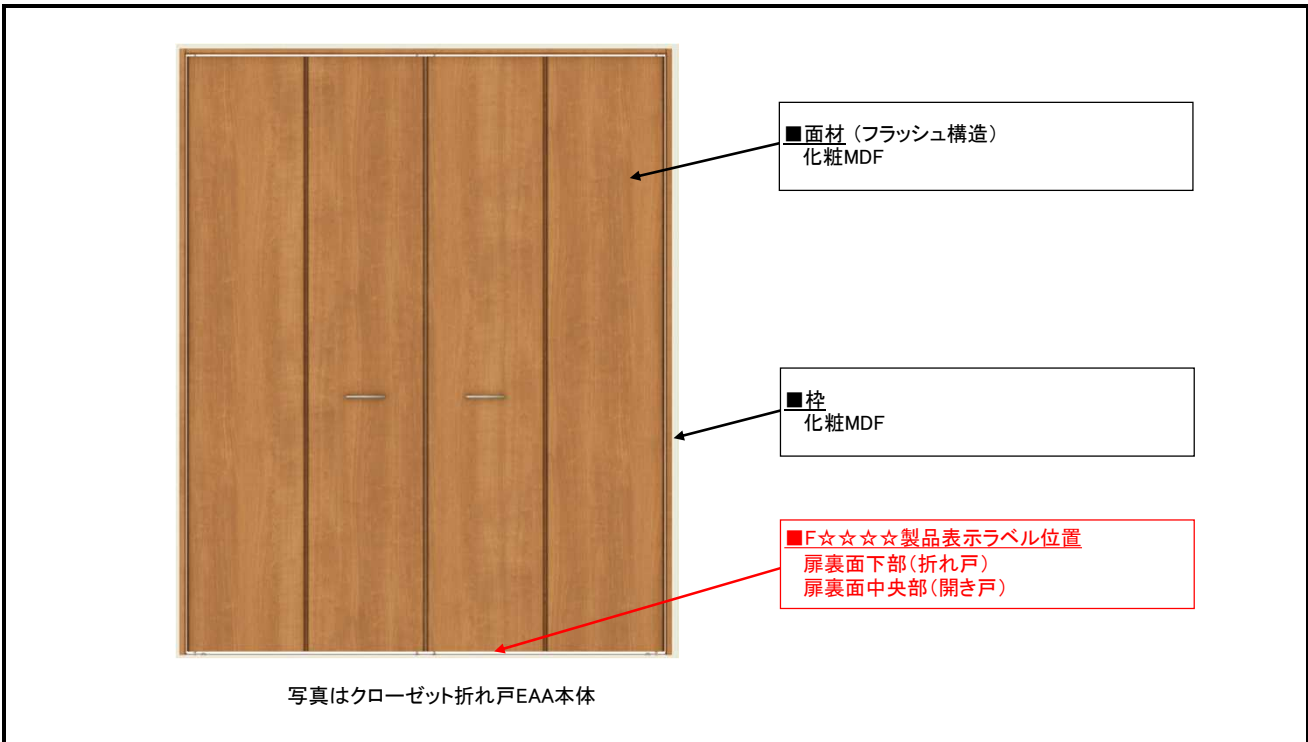 ■面材 (フラッシュ構造)
化粧MDF
■枠
化粧MDF
■F☆☆☆☆製品表示ラベル位置
扉裏面下部(折れ戸)
扉裏面中央部(開き戸)
写真はクローゼット折れ戸EAA本体